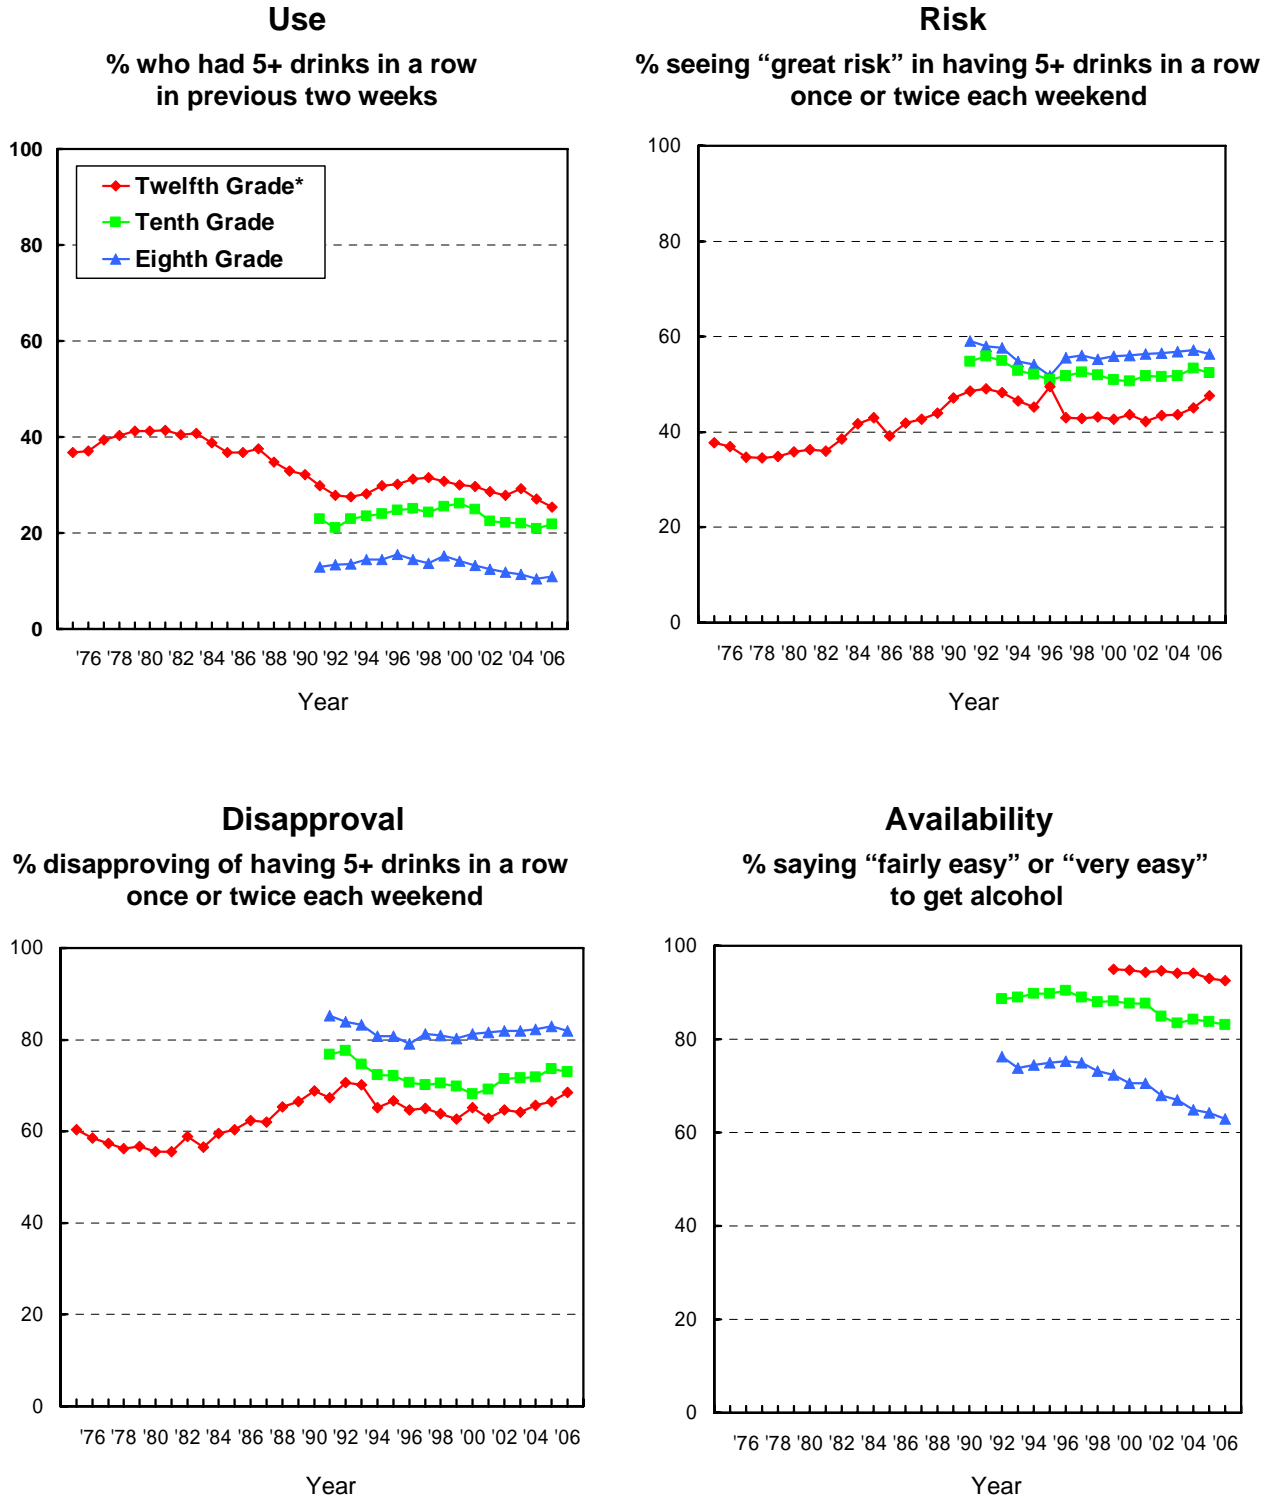 Use
% who had 5+ drinks in a row
in previous two weeks
100
80
60
40
20
0
Twelfth Grade*
Tenth Grade
Eighth Grade
'76 '78 '80 '82 '84 '86 '88 '90 '92 '94 '96 '98 '00 '02 '04 '06
Year
Risk
% seeing “great risk” in having 5+ drinks in a row
once or twice each weekend
100
80
60
40
20
0
'76 '78 '80 '82 '84 '86 '88 '90 '92 '94 '96 '98 '00 '02 '04 '06
Year
Disapproval
% disapproving of having 5+ drinks in a row
once or twice each weekend
100
80
60
40
20
0
'76 '78 '80 '82 '84 '86 '88 '90 '92 '94 '96 '98 '00 '02 '04 '06
Year
Availability
% saying “fairly easy” or “very easy”
to get alcohol
100
80
60
40
20
0
'76 '78 '80 '82 '84 '86 '88 '90 '92 '94 '96 '98 '00 '02 '04 '06
Year